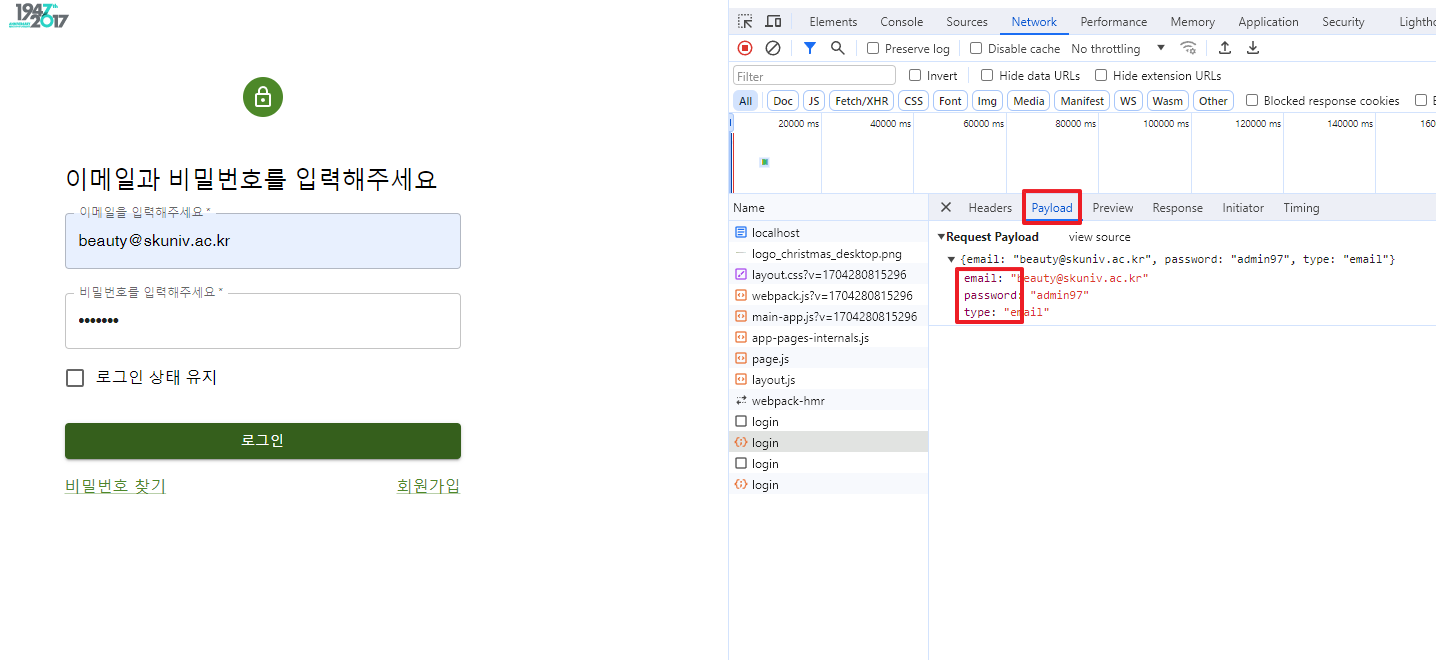 1947 2017
이메일과 비밀번호를 입력해주세요
이메일을 입력해주세요 *
beauty@skuniv.ac.kr
비밀번호를 입력해주세요 *
•••••••
로그인 상태 유지
로그인
비밀번호 찾기 회원가입
Elements Console Sources Network Performance Memory Application Security Lighth
Preserve log Disable cache No throttling
Filter Invert Hide data URLs Hide extension URLs
All Doc JS Fetch/XHR CSS Font Img Media Manifest WS Wasm Other Blocked response cookies
20000 ms 40000 ms 60000 ms 80000 ms 100000 ms 120000 ms 140000 ms 160
Name
localhost
logo_christmas_desktop.png
layout.css?v=1704280815296
webpack.js?v=1704280815296
main-app.js?v=1704280815296
app-pages-internals.js
page.js
layout.js
webpack-hmr
login
login
login
login
Headers Payload Preview Response Initiator Timing
Request Payload view source
{email: "beauty@skuniv.ac.kr", password: "admin97", type: "email"}
email: "beauty@skuniv.ac.kr"
password: "admin97"
type: "email"